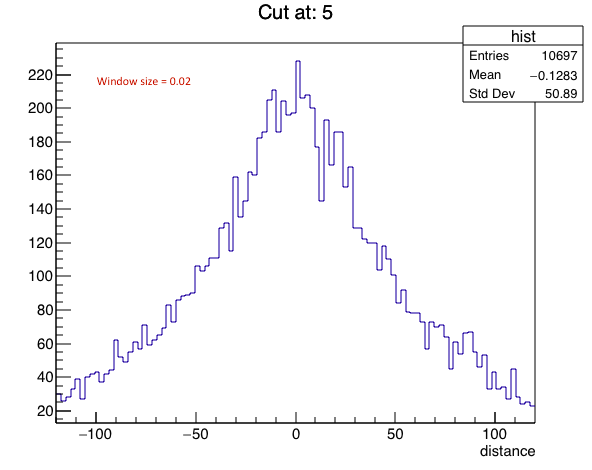 Cut at: 5
hist
Entries 10697
Mean −0.1283
Std Dev 50.89
Window size = 0.02
220
200
180
160
140
120
100
80
60
40
20
−100 −50 0 50 100
distance